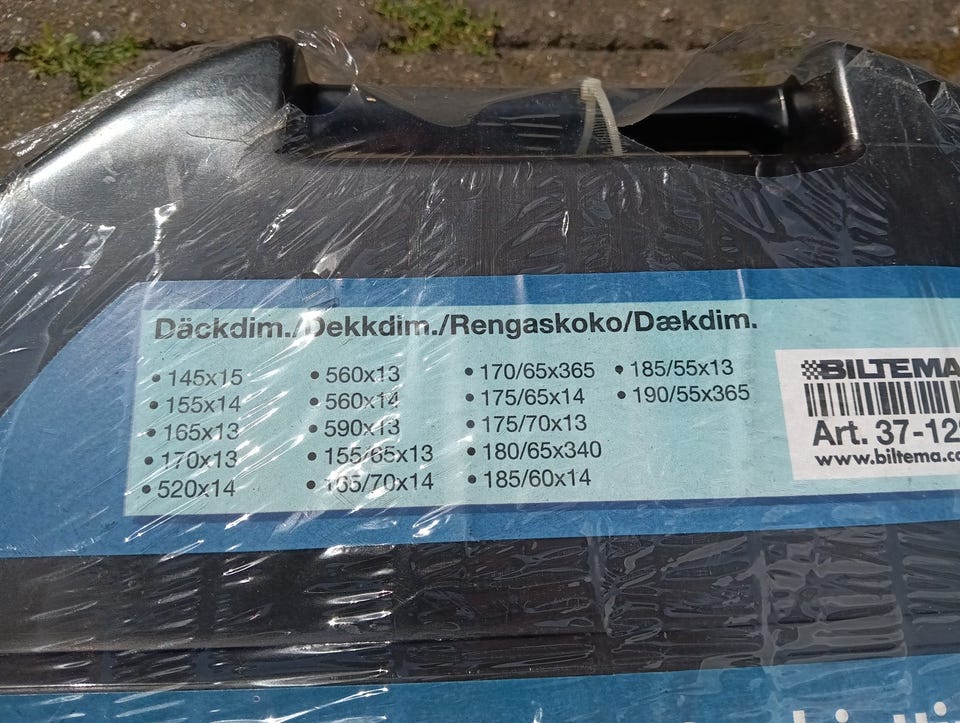 Däckdim./Dekkdim./Rengaskoko/Dækdim.
• 145x15
• 155x14
• 165x13
• 170x13
• 520x14
• 560x13
• 560x14
• 590x13
• 155/65x13
• 165/70x14
• 170/65x365
• 175/65x14
• 175/70x13
• 180/65x340
• 185/60x14
• 185/55x13
• 190/55x365
BILTEMA
Art. 37-12
www.biltema.co